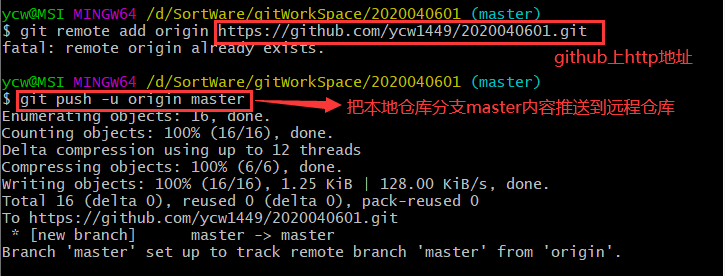 ycw@MSI MINGW64 /d/SortWare/gitWorkSpace/2020040601 (master)
$ git remote add origin https://github.com/ycw1449/2020040601.git
fatal: remote origin already exists.
github上http地址
ycw@MSI MINGW64 /d/SortWare/gitWorkSpace/2020040601 (master)
$ git push -u origin master
把本地仓库分支master内容推送到远程仓库
Enumerating objects: 16, done.
Counting objects: 100% (16/16), done.
Delta compression using up to 12 threads
Compressing objects: 100% (6/6), done.
Writing objects: 100% (16/16), 1.25 KiB | 128.00 KiB/s, done.
Total 16 (delta 0), reused 0 (delta 0), pack-reused 0
To https://github.com/ycw1449/2020040601.git
 * [new branch]      master -> master
Branch 'master' set up to track remote branch 'master' from 'origin'.